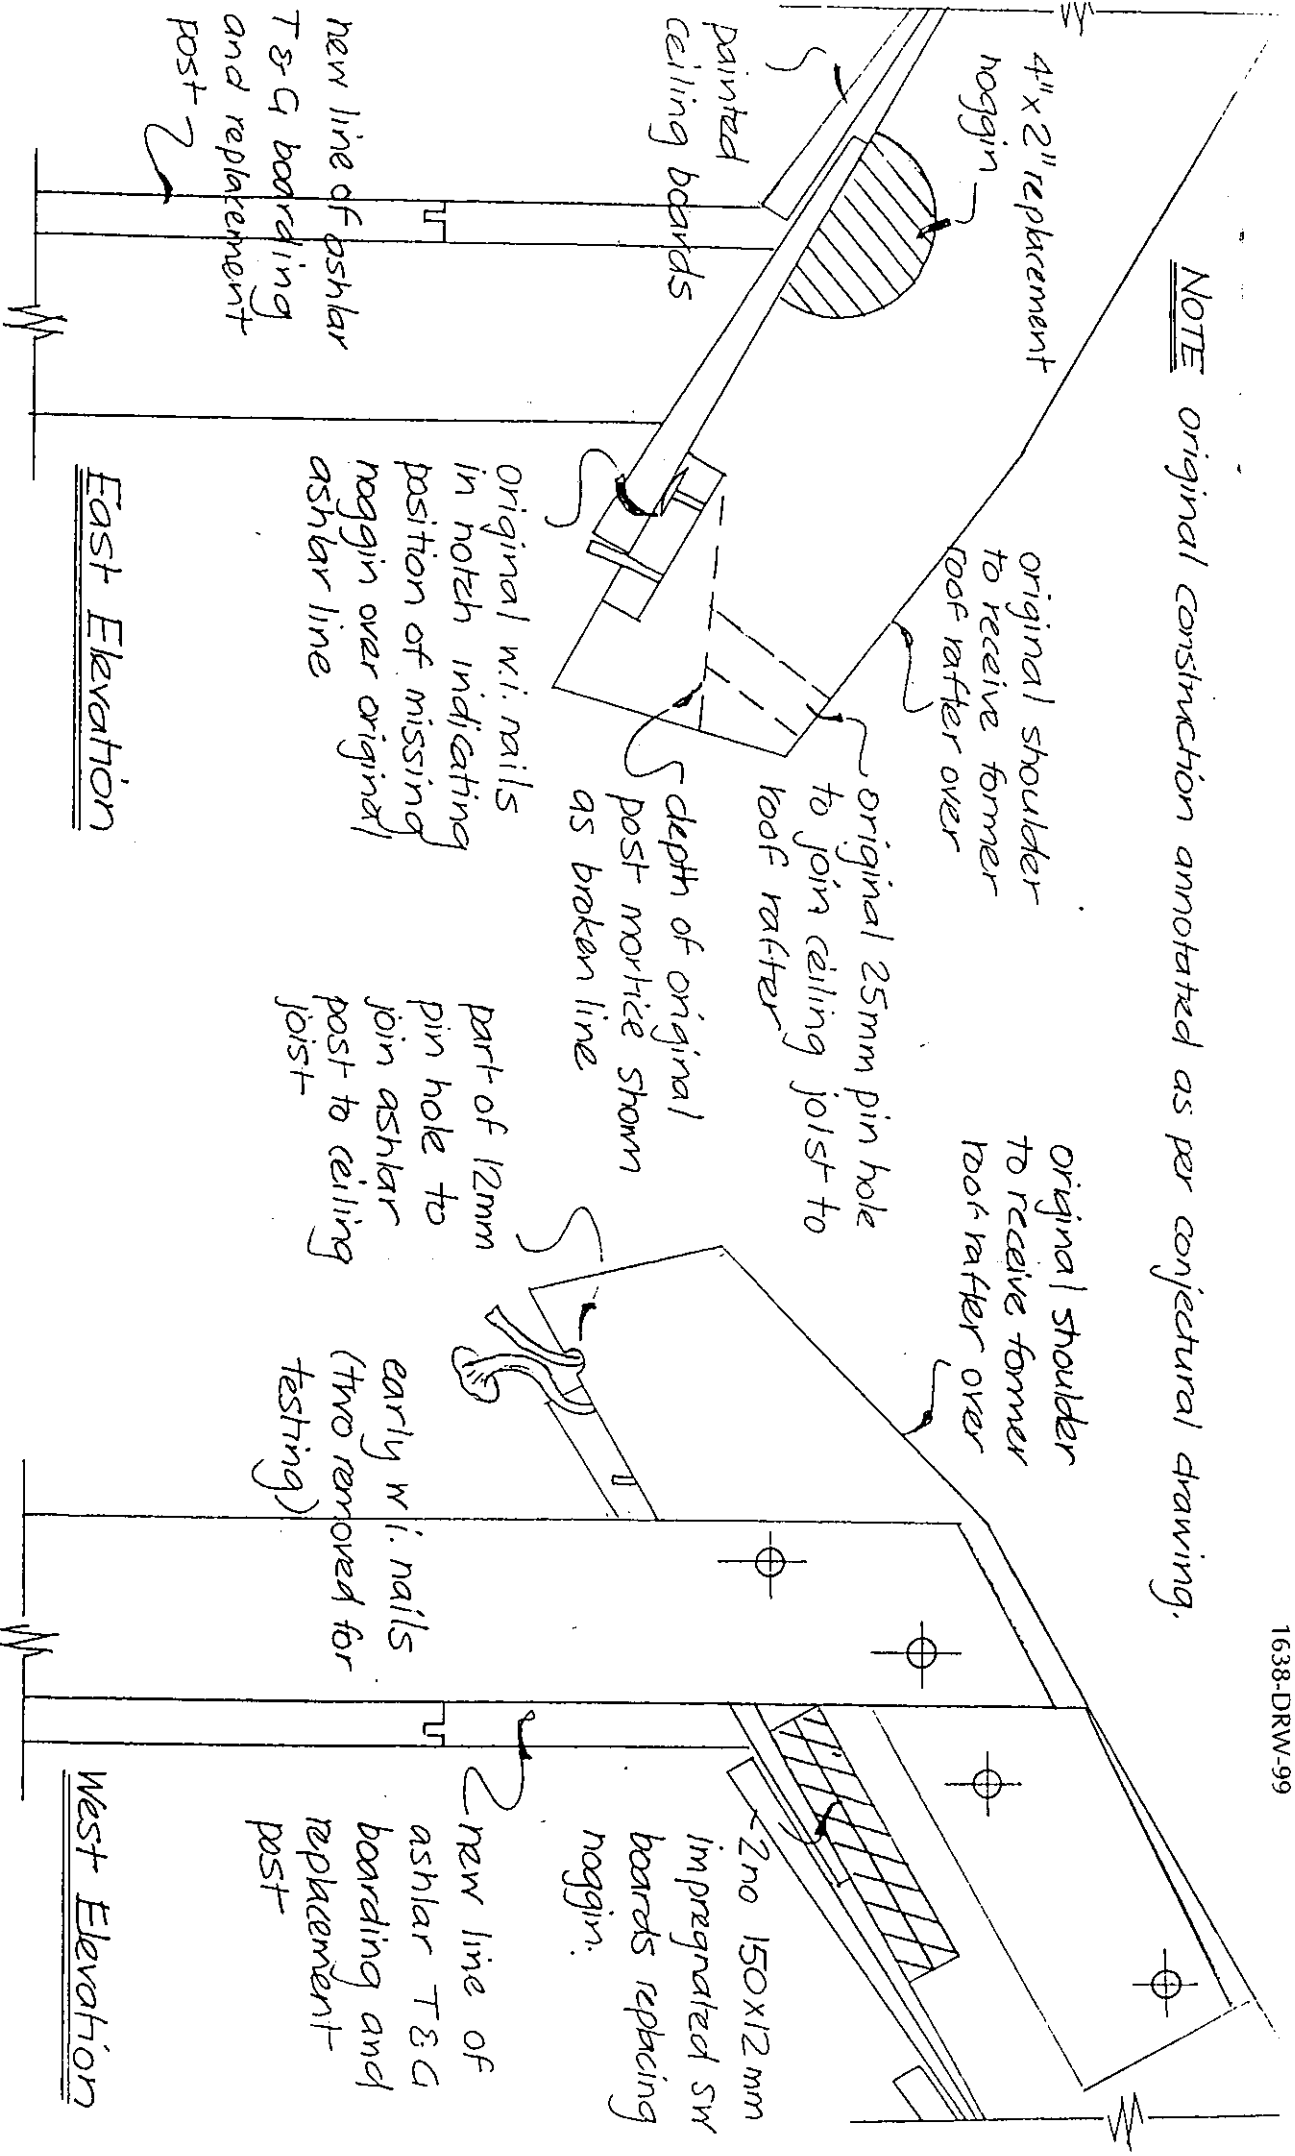 1638-DRW-99
NOTE original construction annotated as per conjectural drawing.
4"x2" replacement
noggin
original shoulder
to receive former
roof rafter over
original shoulder
to receive former
roof rafter over
painted
ceiling boards
original 25mm pin hole
to join ceiling joist to
roof rafter
depth of original
post mortice shown
as broken line
2no 150x12mm
impregnated SW
boards replacing
noggin.
new line of ashlar
T&G boarding
and replacement
post
original w.i. nails
in notch indicating
position of missing
noggin over original
ashlar line
part of 12mm
pin hole to
join ashlar
post to ceiling
joist
early w.i. nails
(two removed for
testing)
new line of
ashlar T&G
boarding and
replacement
post
East Elevation
West Elevation